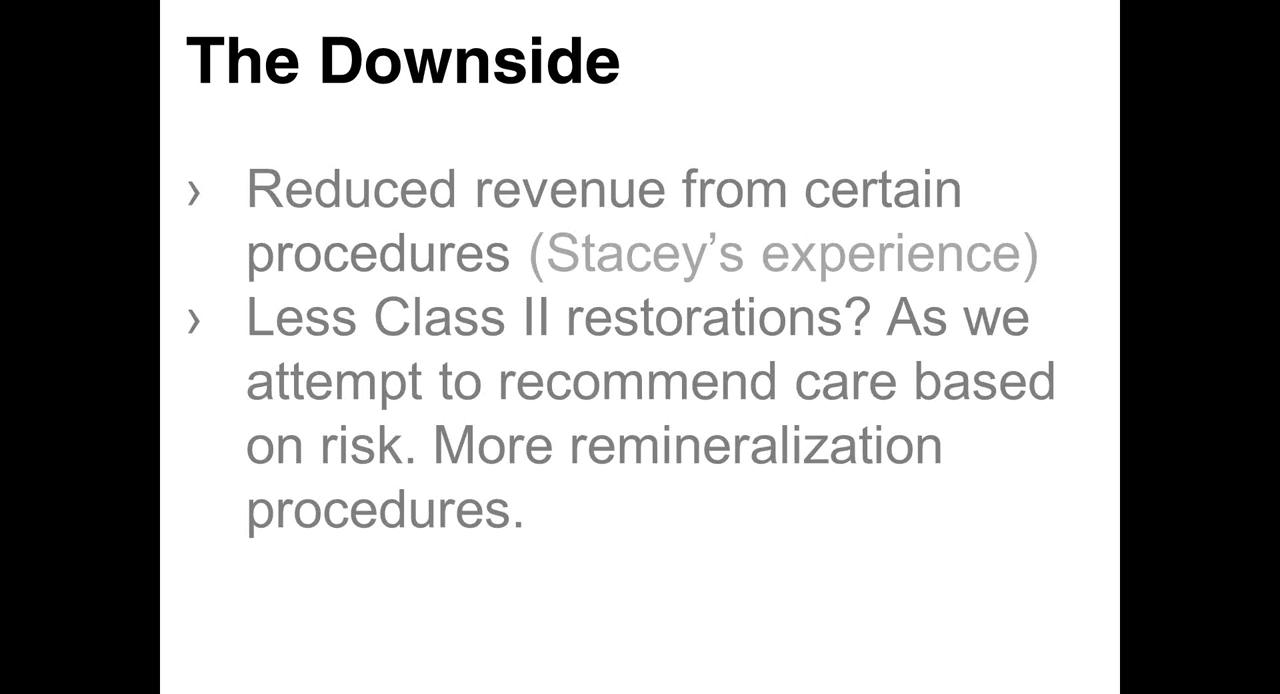 The Downside
› Reduced revenue from certain
procedures (Stacey’s experience)
› Less Class II restorations? As we
attempt to recommend care based
on risk. More remineralization
procedures.